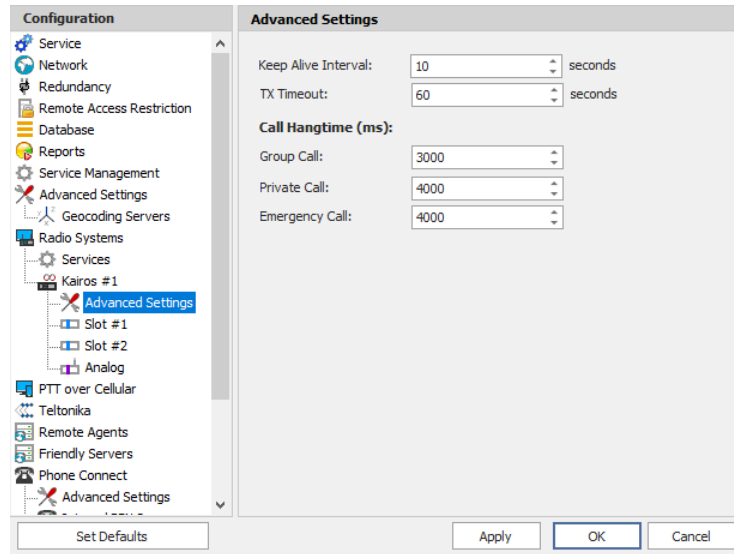 Configuration
Service
Network
Redundancy
Remote Access Restriction
Database
Reports
Service Management
Advanced Settings
Geocoding Servers
Radio Systems
Services
Kairos #1
Advanced Settings
Slot #1
Slot #2
Analog
PTT over Cellular
Teltonika
Remote Agents
Friendly Servers
Phone Connect
Advanced Settings
Set Defaults
Advanced Settings
Keep Alive Interval: 10 seconds
TX Timeout: 60 seconds
Call Hangtime (ms):
Group Call: 3000
Private Call: 4000
Emergency Call: 4000
Apply OK Cancel